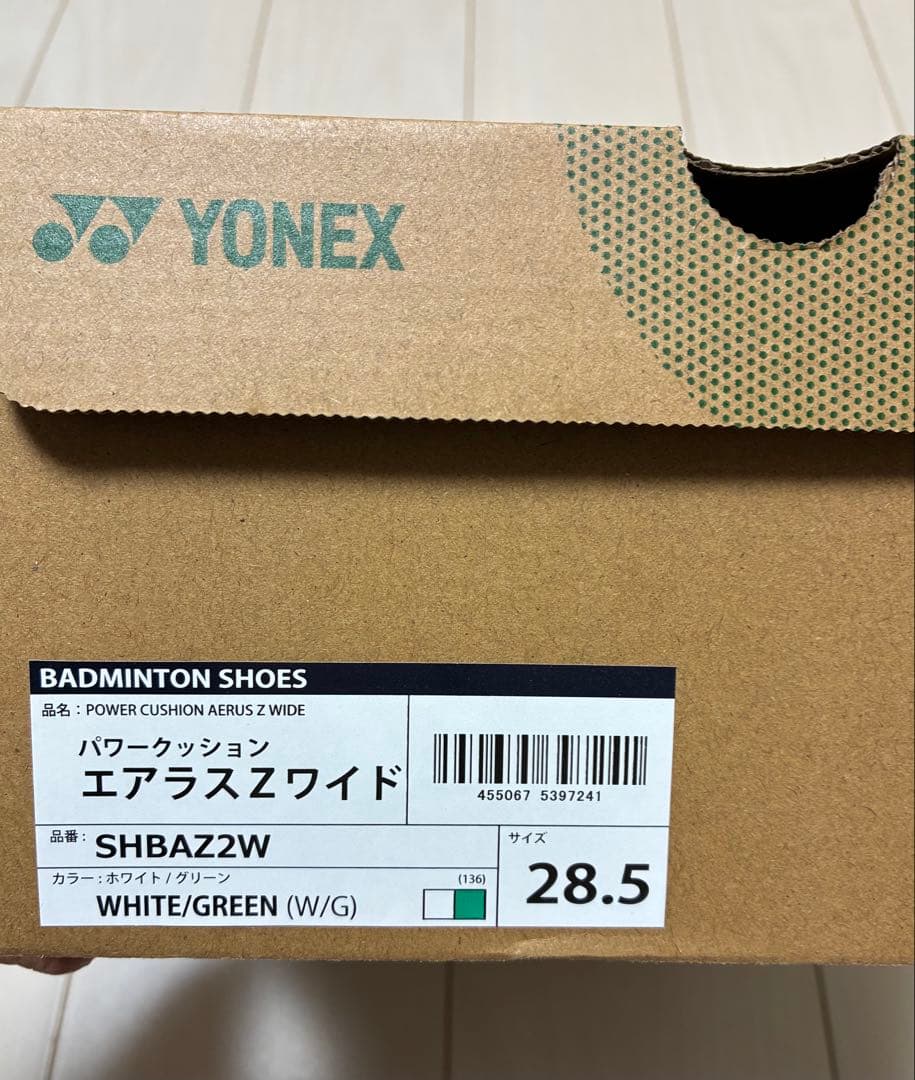 YONEX
BADMINTON SHOES
品名：POWER CUSHION AERUS Z WIDE
パワークッション
エアラスZワイド
455067 5397241
品番：
SHBAZ2W
サイズ
28.5
カラー：ホワイト/グリーン
(136)
WHITE/GREEN (W/G)